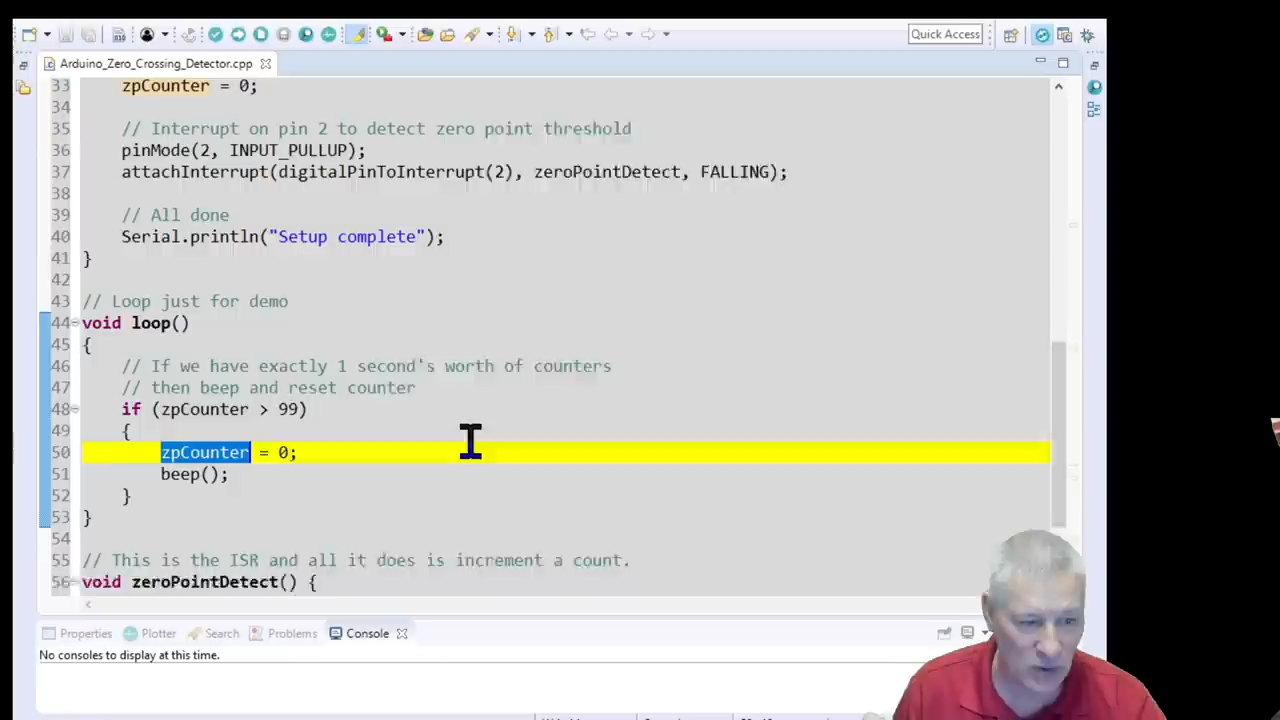 Quick Access
Arduino_Zero_Crossing_Detector.cpp
33 zpCounter = 0;
34
35 // Interrupt on pin 2 to detect zero point threshold
36 pinMode(2, INPUT_PULLUP);
37 attachInterrupt(digitalPinToInterrupt(2), zeroPointDetect, FALLING);
38
39 // All done
40 Serial.println("Setup complete");
41 }
42
43 // Loop just for demo
44 void loop()
45 {
46 // If we have exactly 1 second's worth of counters
47 // then beep and reset counter
48 if (zpCounter > 99)
49 {
50 zpCounter = 0;
51 beep();
52 }
53 }
54
55 // This is the ISR and all it does is increment a count.
56 void zeroPointDetect() {
Properties Plotter Search Problems Console
No consoles to display at this time.